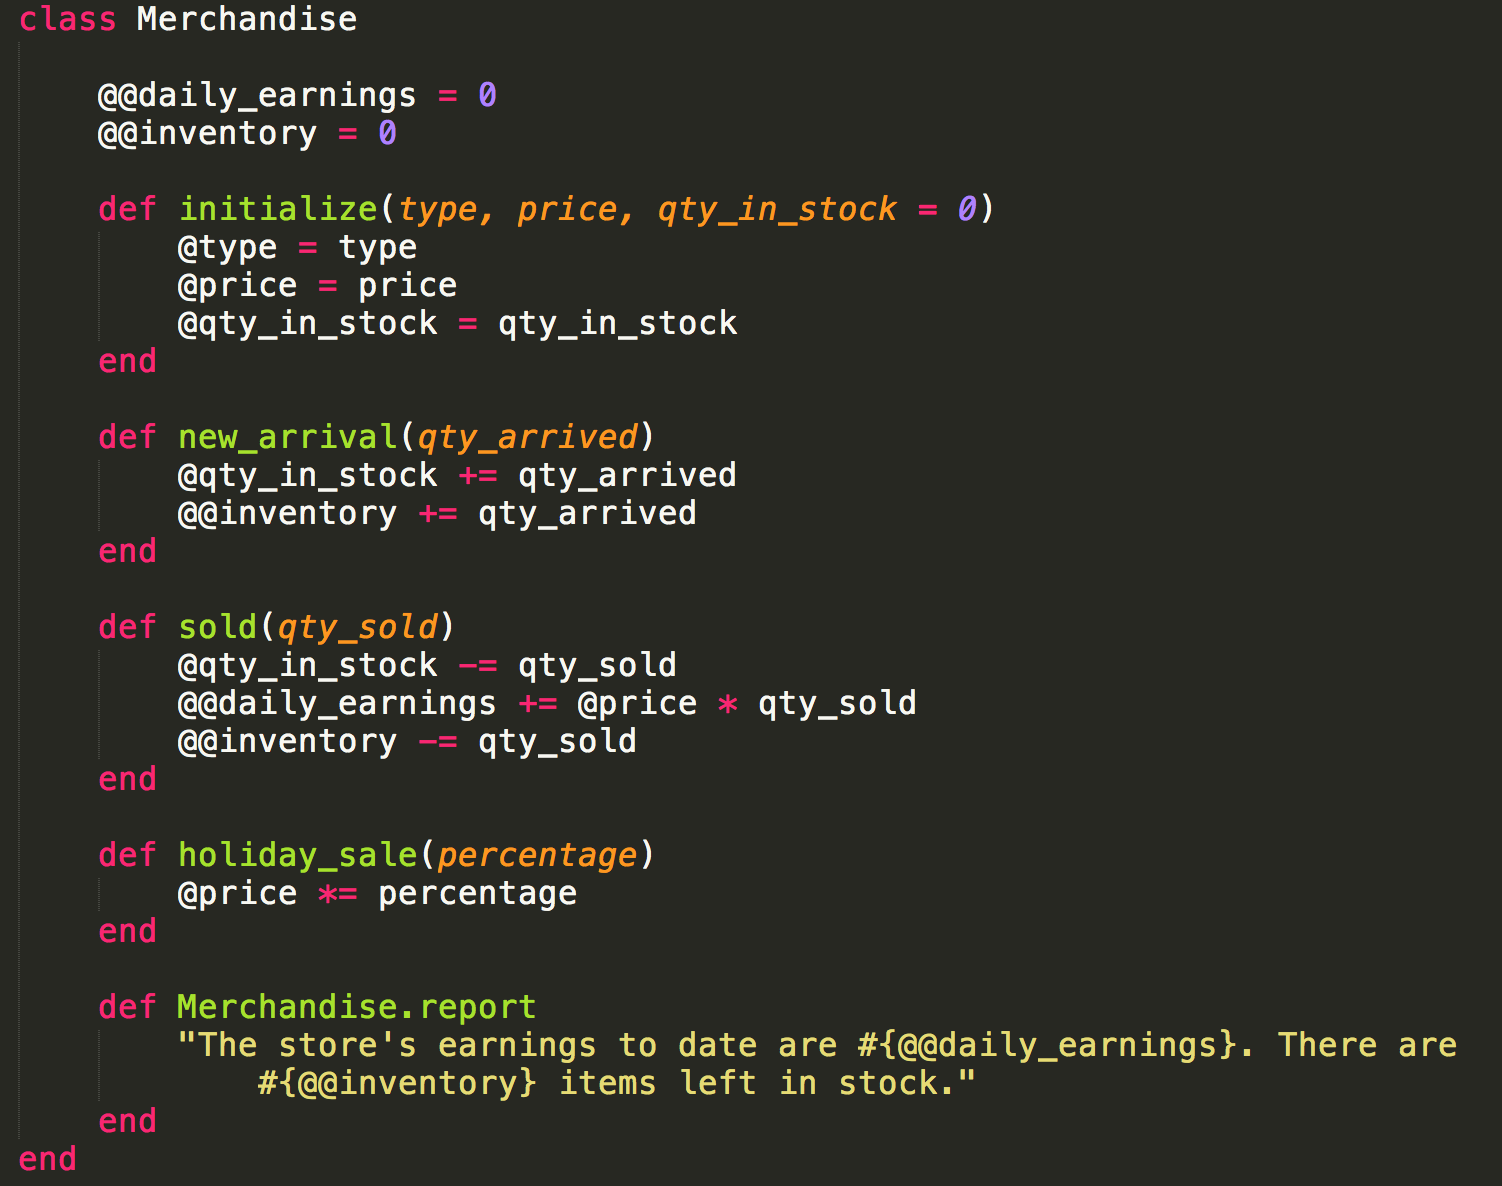 class Merchandise
@@daily_earnings = 0
@@inventory = 0
def initialize(type, price, qty_in_stock = 0)
@type = type
@price = price
@qty_in_stock = qty_in_stock
end
def new_arrival(qty_arrived)
@qty_in_stock += qty_arrived
@@inventory += qty_arrived
end
def sold(qty_sold)
@qty_in_stock -= qty_sold
@@daily_earnings += @price * qty_sold
@@inventory -= qty_sold
end
def holiday_sale(percentage)
@price *= percentage
end
def Merchandise.report
"The store's earnings to date are #{@@daily_earnings}. There are
#{@@inventory} items left in stock."
end
end